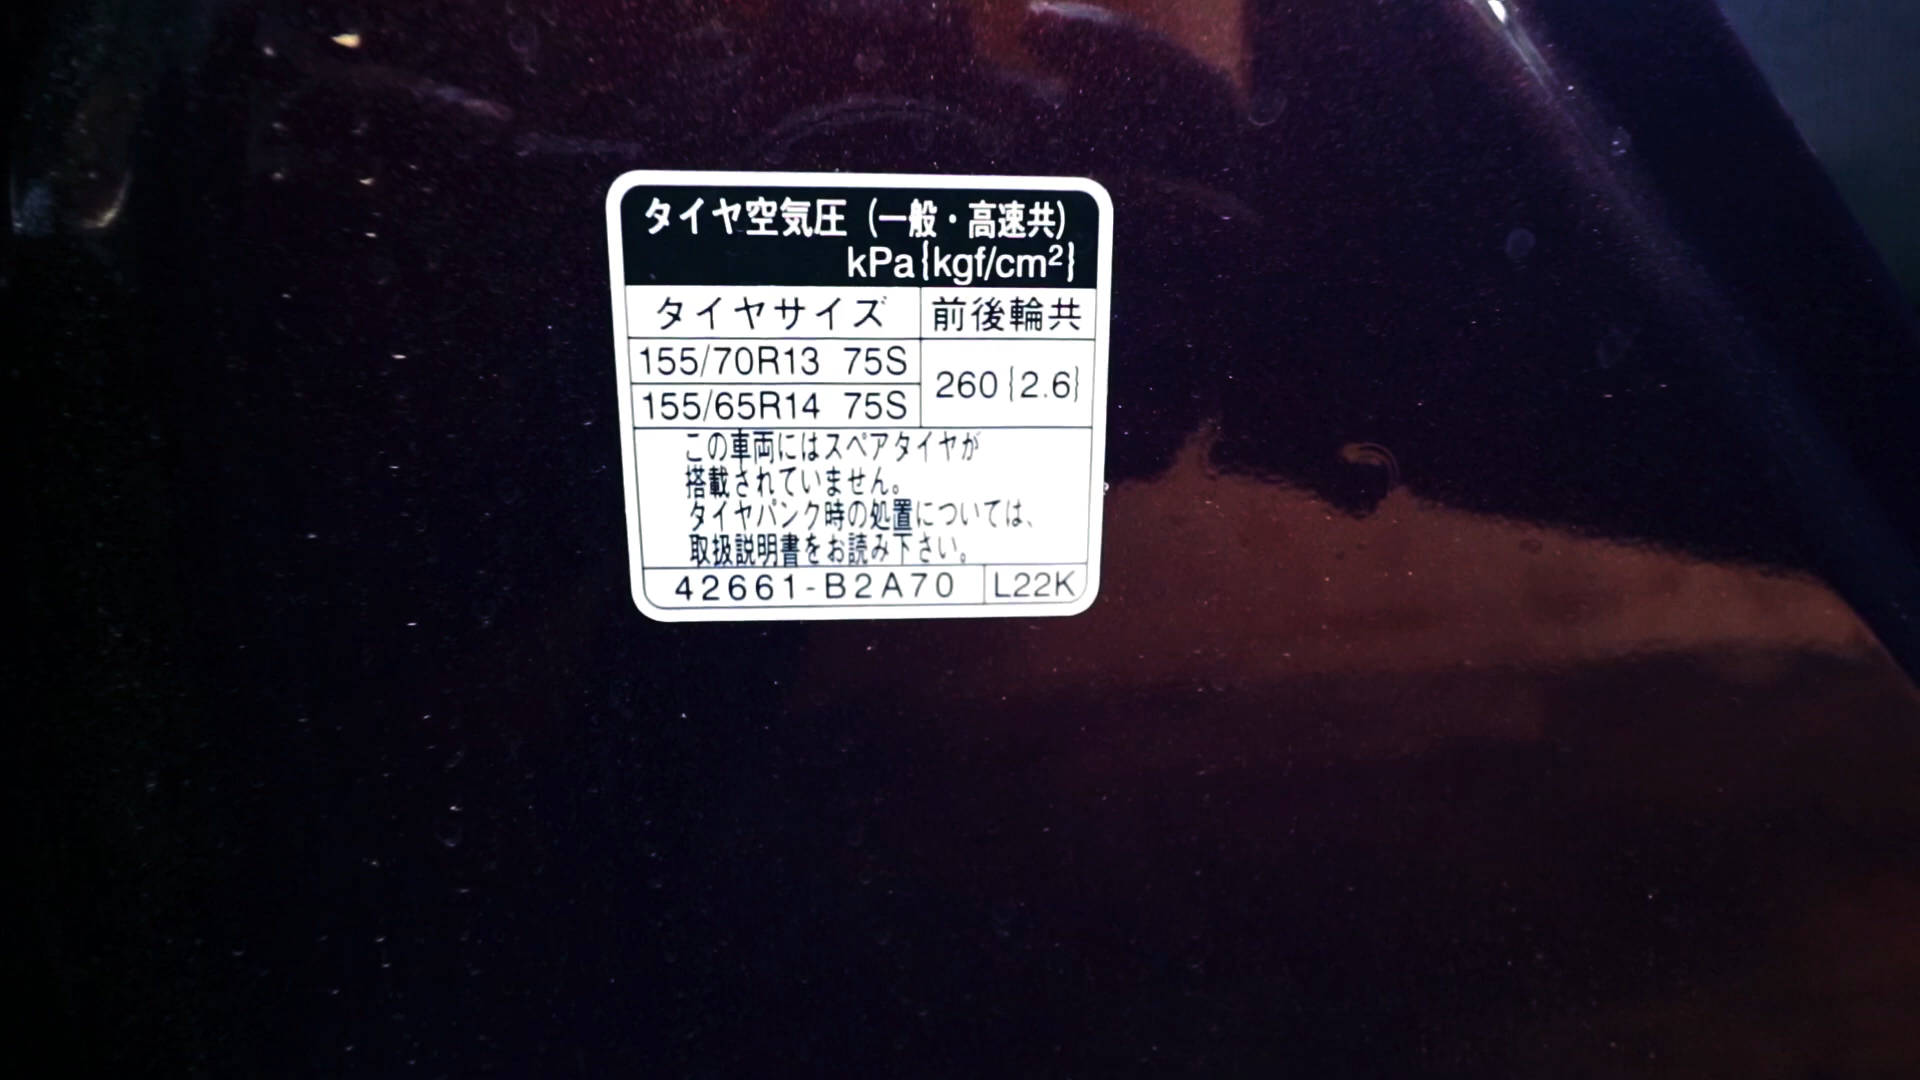 タイヤ空気圧（一般・高速共）
kPa{kgf/cm²}
タイヤサイズ 前後輪共
155/70R13 75S
260{2.6}
155/65R14 75S
この車両にはスペアタイヤが
搭載されていません。
タイヤパンク時の処置については、
取扱説明書をお読み下さい。
42661-B2A70 L22K